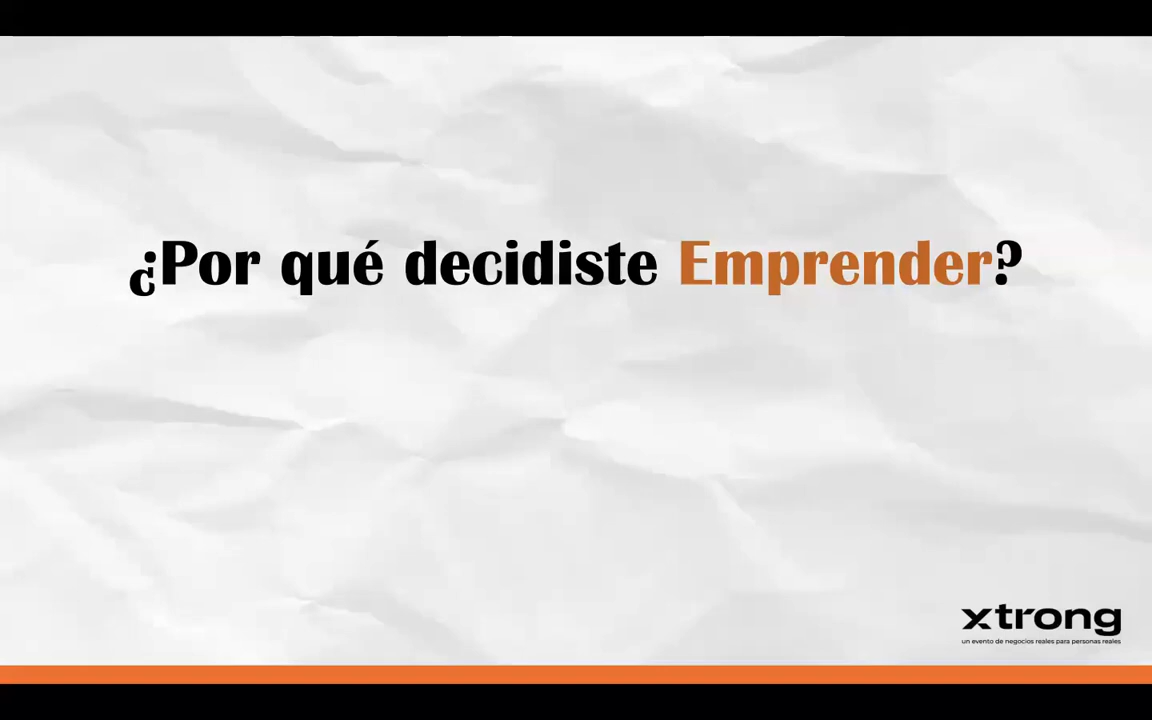 ¿Por qué decidiste Emprender?
xtrong
un evento de negocios reales para personas reales